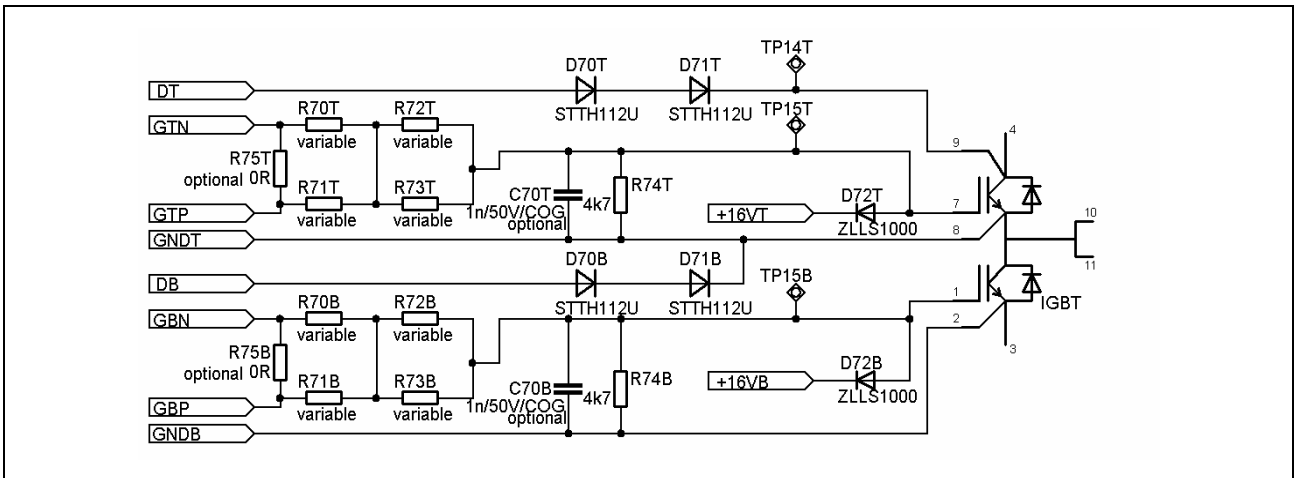 TP14T
D70T D71T
DT
STTH112U STTH112U
TP15T
R70T R72T
GTN
variable variable
9 4
R75T
optional 0R
R71T R73T
C70T R74T
4k7
D72T
GTP
variable variable
1n/50V/COG
optional
+16VT
7
ZLLS1000
10
GNDT
8
D70B D71B
11
DB
TP15B
STTH112U STTH112U
R70B R72B
GBN
variable variable
1
IGBT
2
R75B
optional 0R
3
R71B R73B
C70B R74B
4k7
D72B
+16VB
GBP
variable variable
1n/50V/COG
optional
ZLLS1000
GNDB